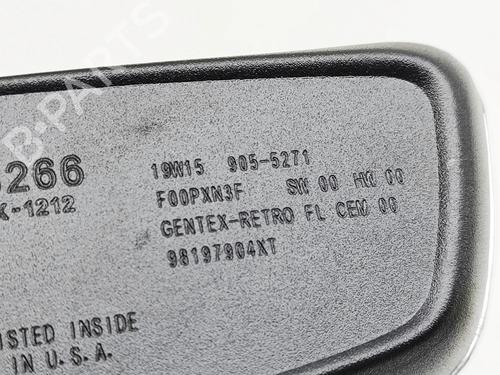 B-PARTS
266
-1212
19W15 905-5271
F00PXN3F SW 00 HW 00
GENTEX-RETRO FL CEM 00
98197904XT
ISTED INSIDE
IN U.S.A.